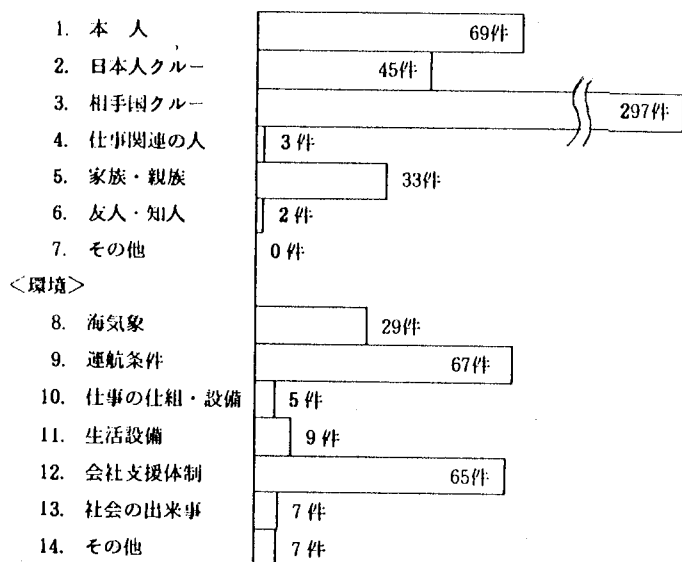 1. 本 人 69件
2. 日本人クルー 45件
3. 相手国クルー 297件
4. 仕事関連の人 3件
5. 家族・親族 33件
6. 友人・知人 2件
7. その他 0件
<環境>
8. 海気象 29件
9. 運航条件 67件
10. 仕事の仕組・設備 5件
11. 生活設備 9件
12. 会社支援体制 65件
13. 社会の出来事 7件
14. その他 7件